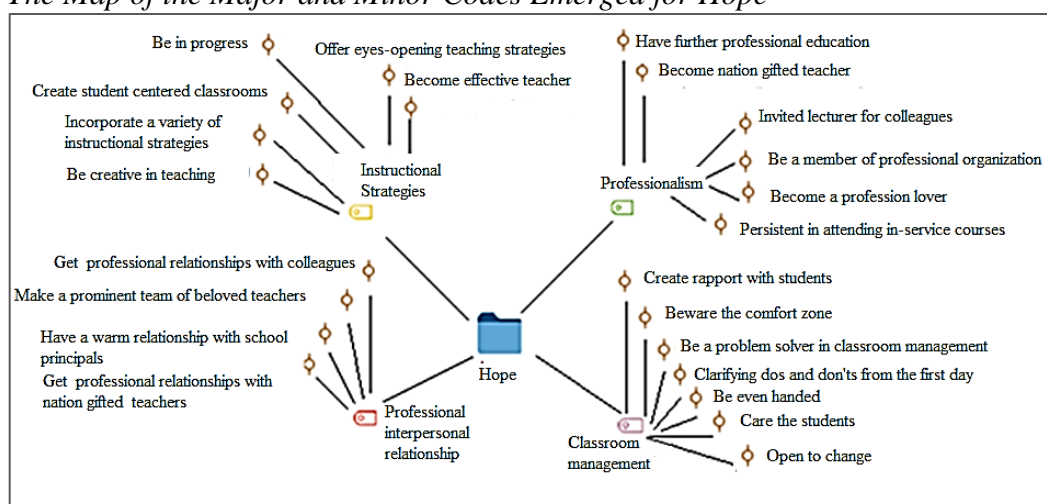 The Map of the Major and Minor Codes Emerged for Hope
Be in progress
Offer eyes-opening teaching strategies
Become effective teacher
Create student centered classrooms
Incorporate a variety of
instructional strategies
Be creative in teaching
Instructional
Strategies
Have further professional education
Become nation gifted teacher
Invited lecturer for colleagues
Be a member of professional organization
Become a profession lover
Persistent in attending in-service courses
Professionalism
Get professional relationships with colleagues
Make a prominent team of beloved teachers
Have a warm relationship with school
principals
Get professional relationships with
nation gifted teachers
Professional
interpersonal
relationship
Hope
Create rapport with students
Beware the comfort zone
Be a problem solver in classroom management
Clarifying dos and don'ts from the first day
Be even handed
Care the students
Open to change
Classroom
management